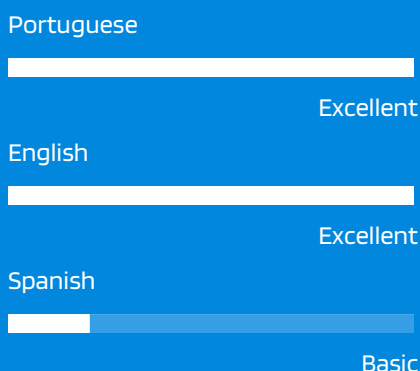 Portuguese
Excellent
English
Excellent
Spanish
Basic